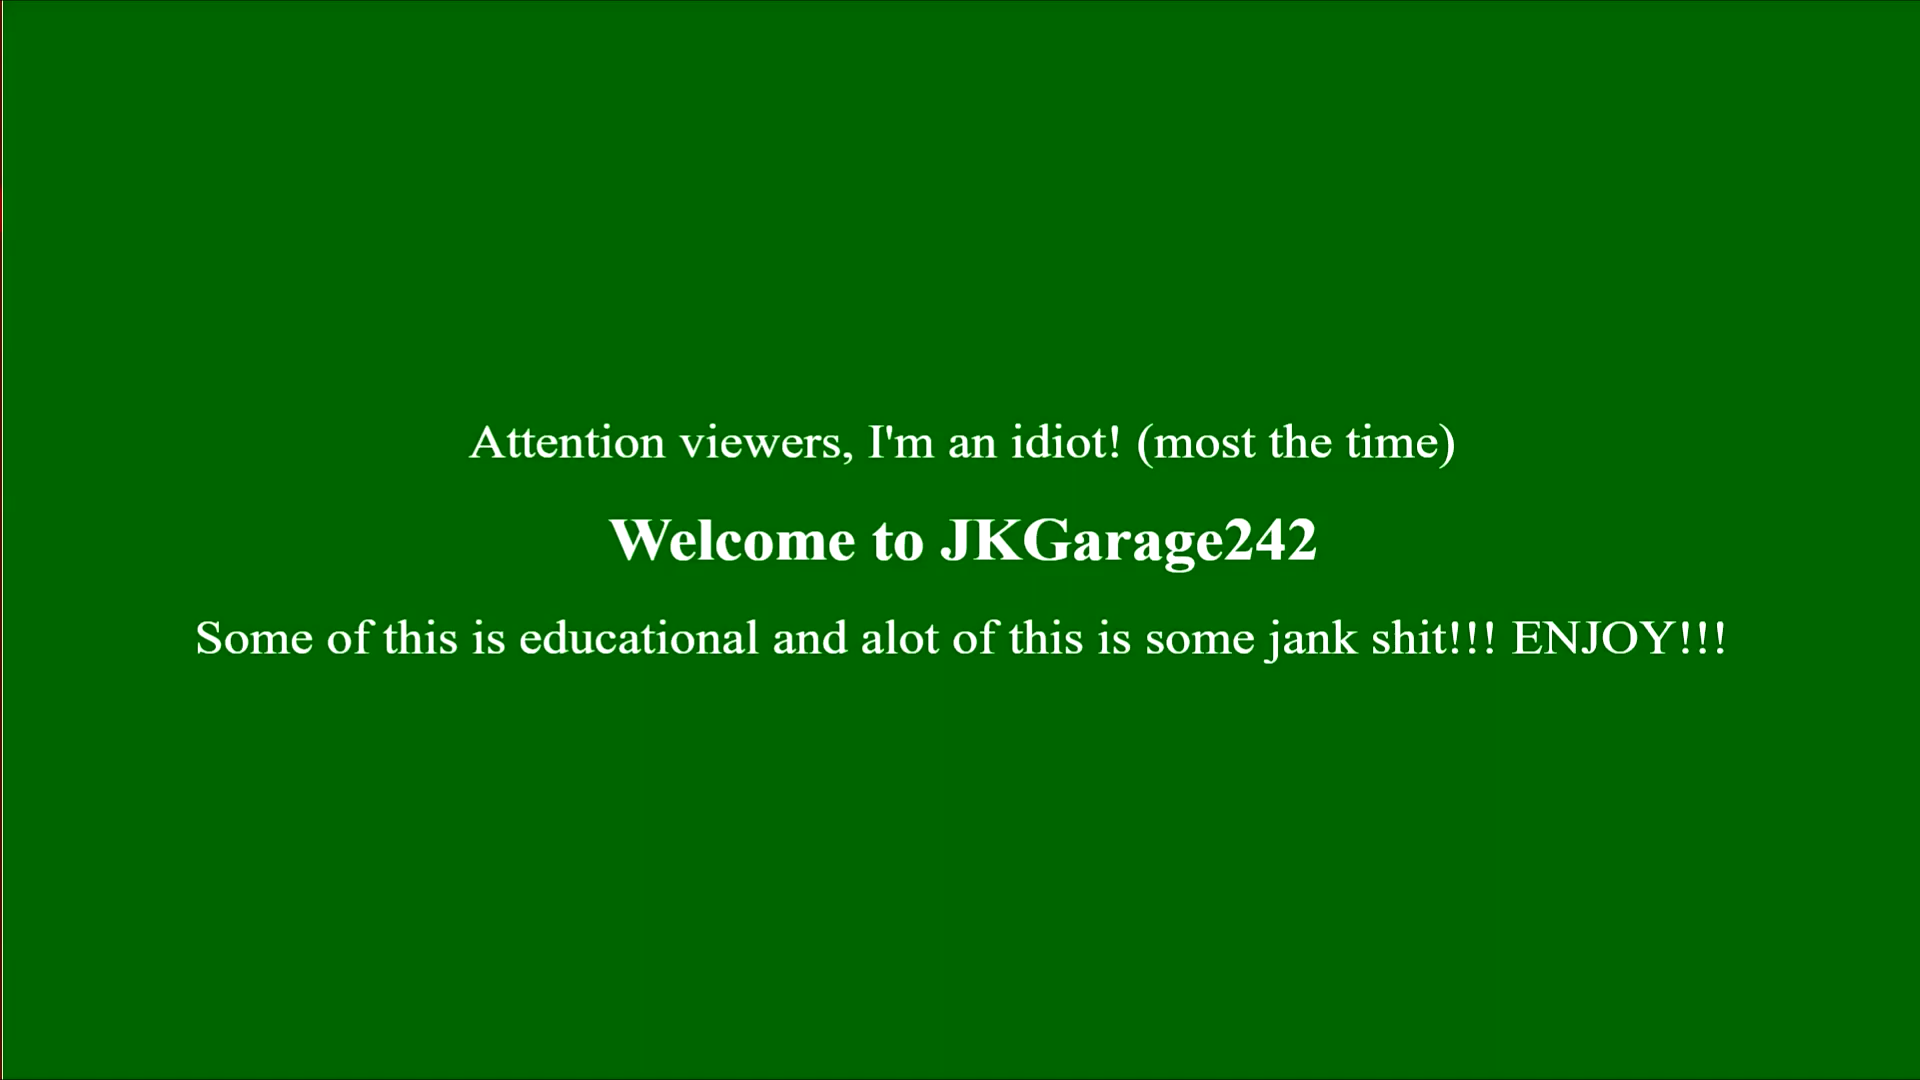 Attention viewers, I'm an idiot! (most the time)
Welcome to JKGarage242
Some of this is educational and alot of this is some jank shit!!! ENJOY!!!